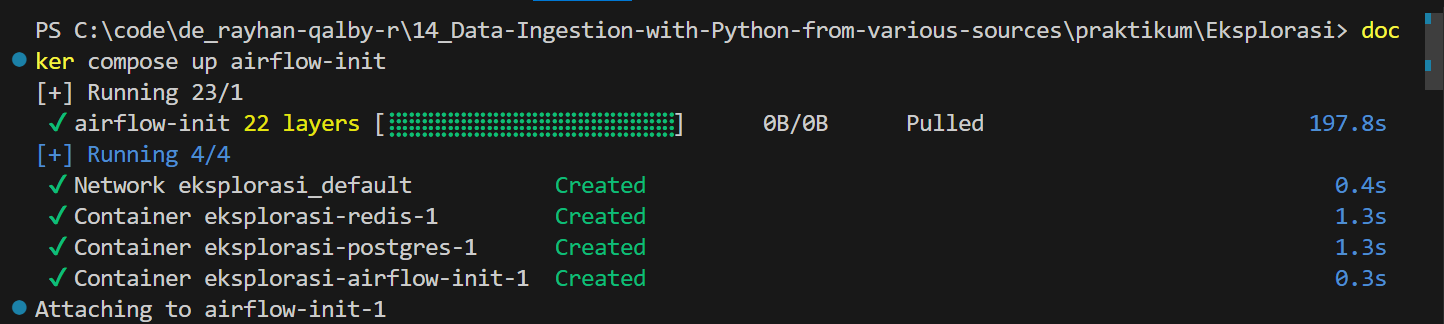 PS C:\code\de_rayhan-qalby-r\14_Data-Ingestion-with-Python-from-various-sources\praktikum\Eksplorasi> doc
ker compose up airflow-init
[+] Running 23/1
✓ airflow-init 22 layers [⣿⣿⣿⣿⣿⣿⣿⣿⣿⣿⣿⣿⣿⣿⣿⣿⣿⣿⣿⣿⣿⣿] 0B/0B Pulled 197.8s
[+] Running 4/4
✓ Network eksplorasi_default Created 0.4s
✓ Container eksplorasi-redis-1 Created 1.3s
✓ Container eksplorasi-postgres-1 Created 1.3s
✓ Container eksplorasi-airflow-init-1 Created 0.3s
Attaching to airflow-init-1